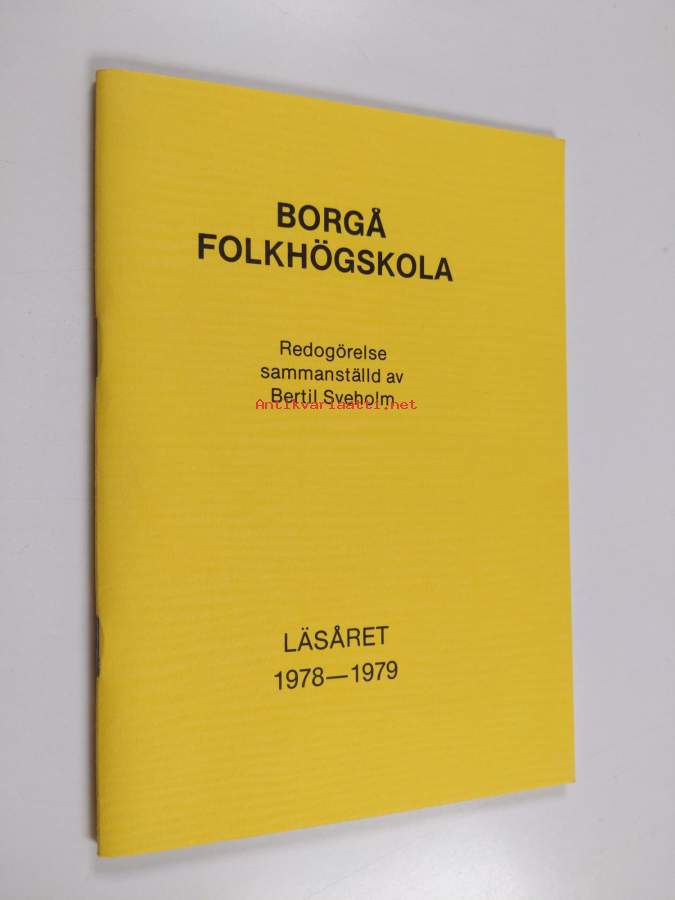 BORGÅ
FOLKHÖGSKOLA
Redogörelse
sammanställd av
Bertil Sveholm
Antikvariaatti.net
LÄSÅRET
1978—1979